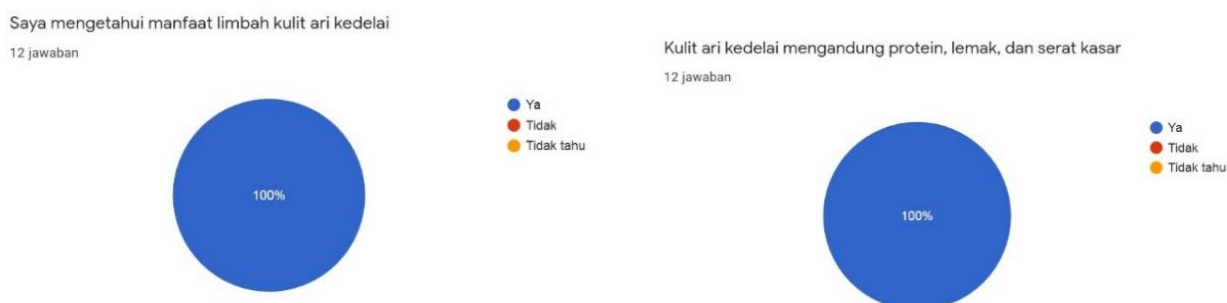 Saya mengetahui manfaat limbah kulit ari kedelai
12 jawaban
Ya
Tidak
Tidak tahu
100%
Kulit ari kedelai mengandung protein, lemak, dan serat kasar
12 jawaban
Ya
Tidak
Tidak tahu
100%